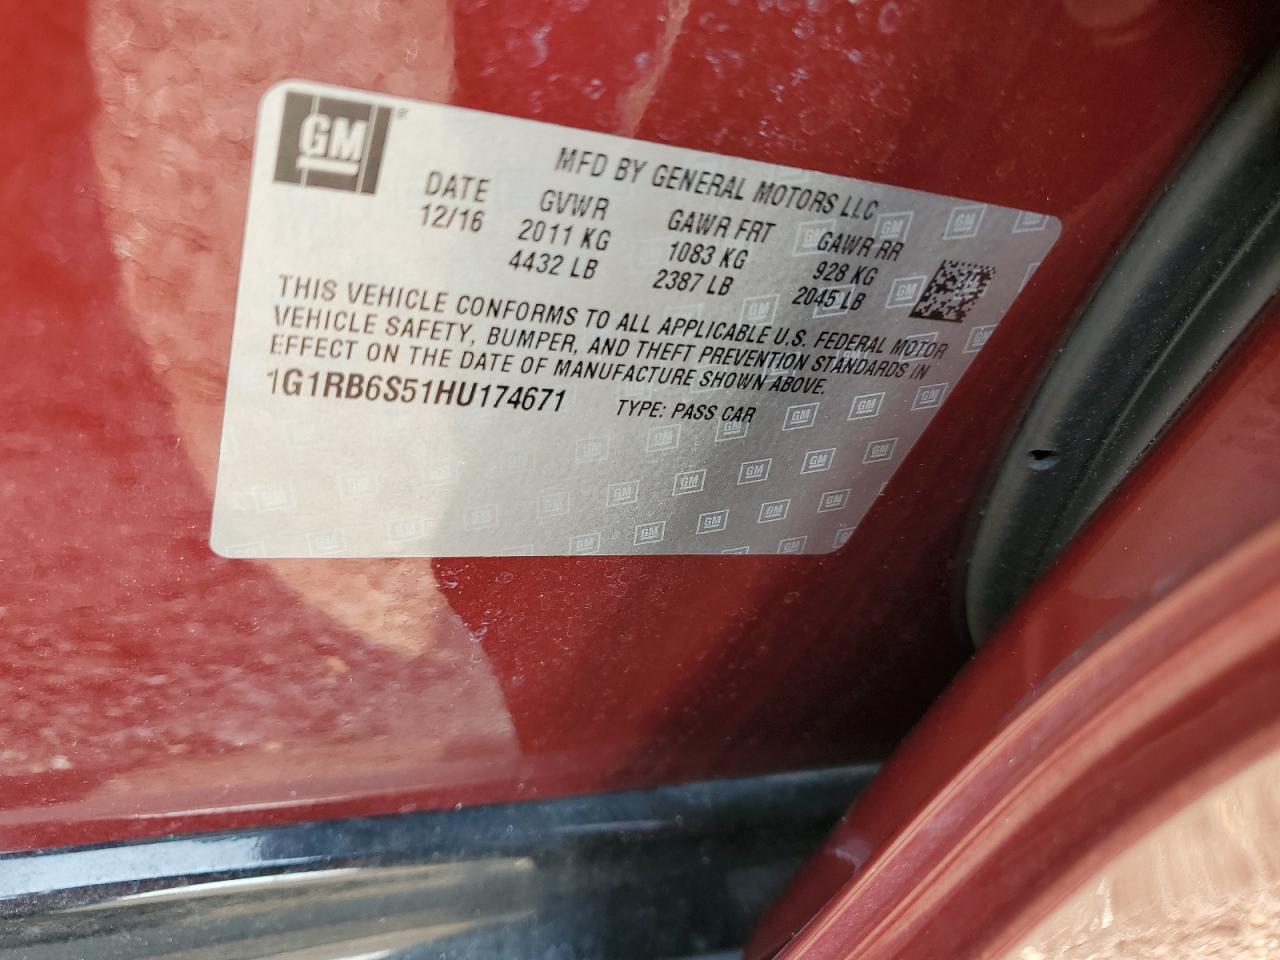 GM®
MFD BY GENERAL MOTORS LLC
DATE GVWR GAWR FRT GAWR RR
12/16 2011 KG 1083 KG 928 KG
4432 LB 2387 LB 2045 LB
THIS VEHICLE CONFORMS TO ALL APPLICABLE U.S. FEDERAL MOTOR
VEHICLE SAFETY, BUMPER, AND THEFT PREVENTION STANDARDS IN
EFFECT ON THE DATE OF MANUFACTURE SHOWN ABOVE.
1G1RB6S51HU174671 TYPE: PASS CAR